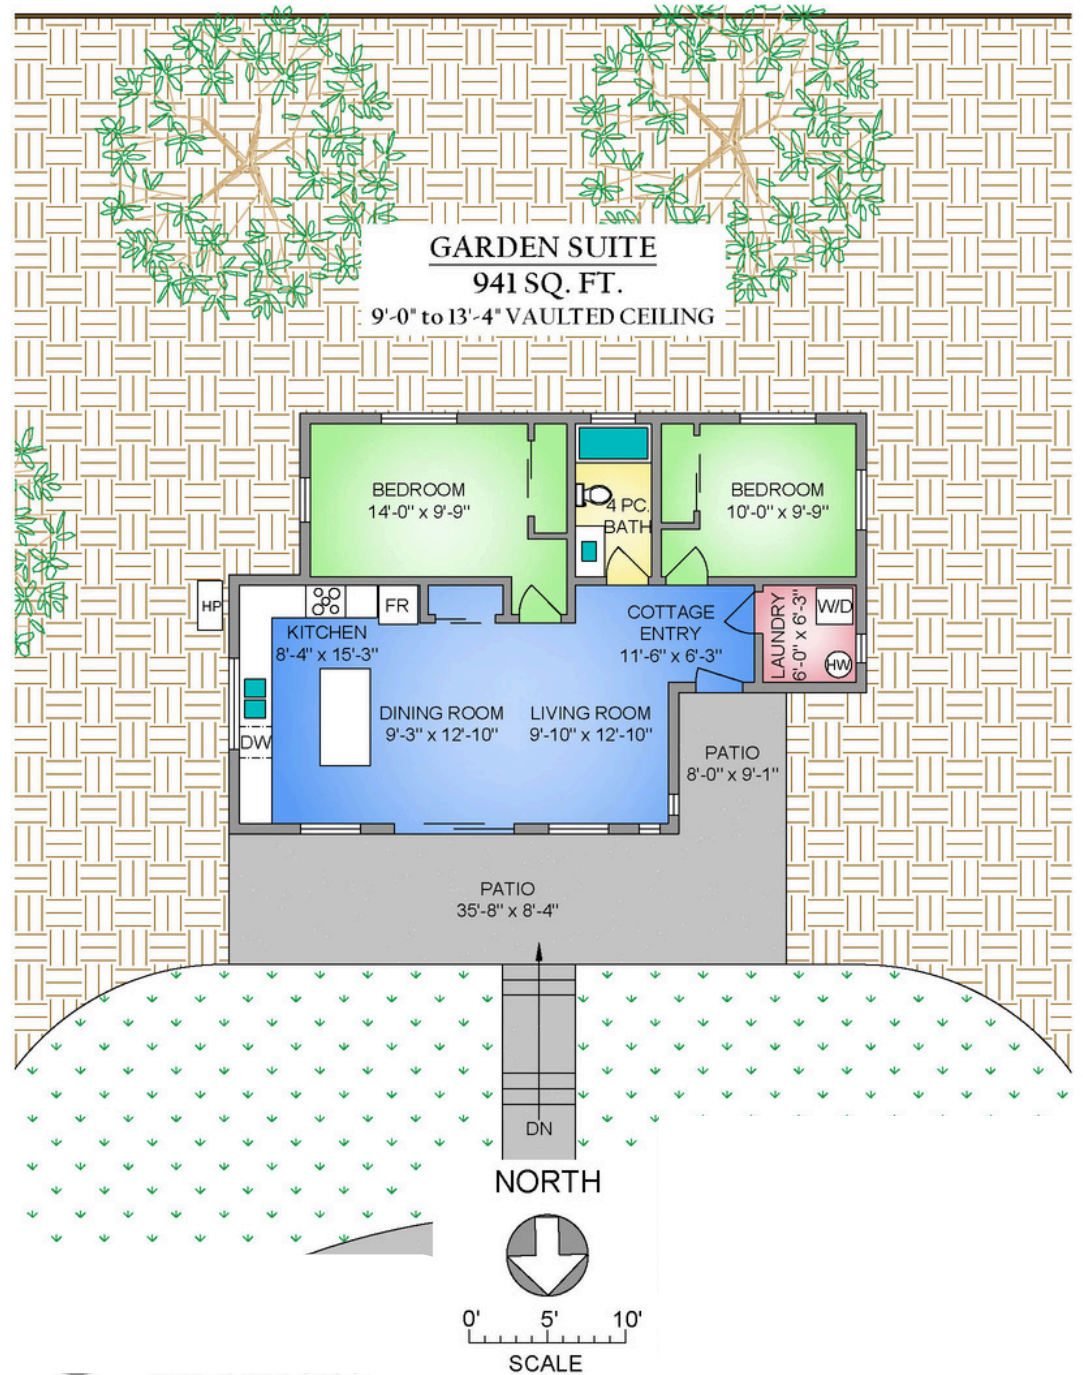 GARDEN SUITE
941 SQ. FT.
9'-0" to 13'-4" VAULTED CEILING
BEDROOM
14'-0" x 9'-9"
4 PC.
BATH
BEDROOM
10'-0" x 9'-9"
HP
FR
KITCHEN
8'-4" x 15'-3"
COTTAGE
ENTRY
11'-6" x 6'-3"
LAUNDRY
6'-0" x 6'-3"
W/D
HW
DW
DINING ROOM
9'-3" x 12'-10"
LIVING ROOM
9'-10" x 12'-10"
PATIO
8'-0" x 9'-1"
PATIO
35'-8" x 8'-4"
DN
NORTH
0' 5' 10'
SCALE